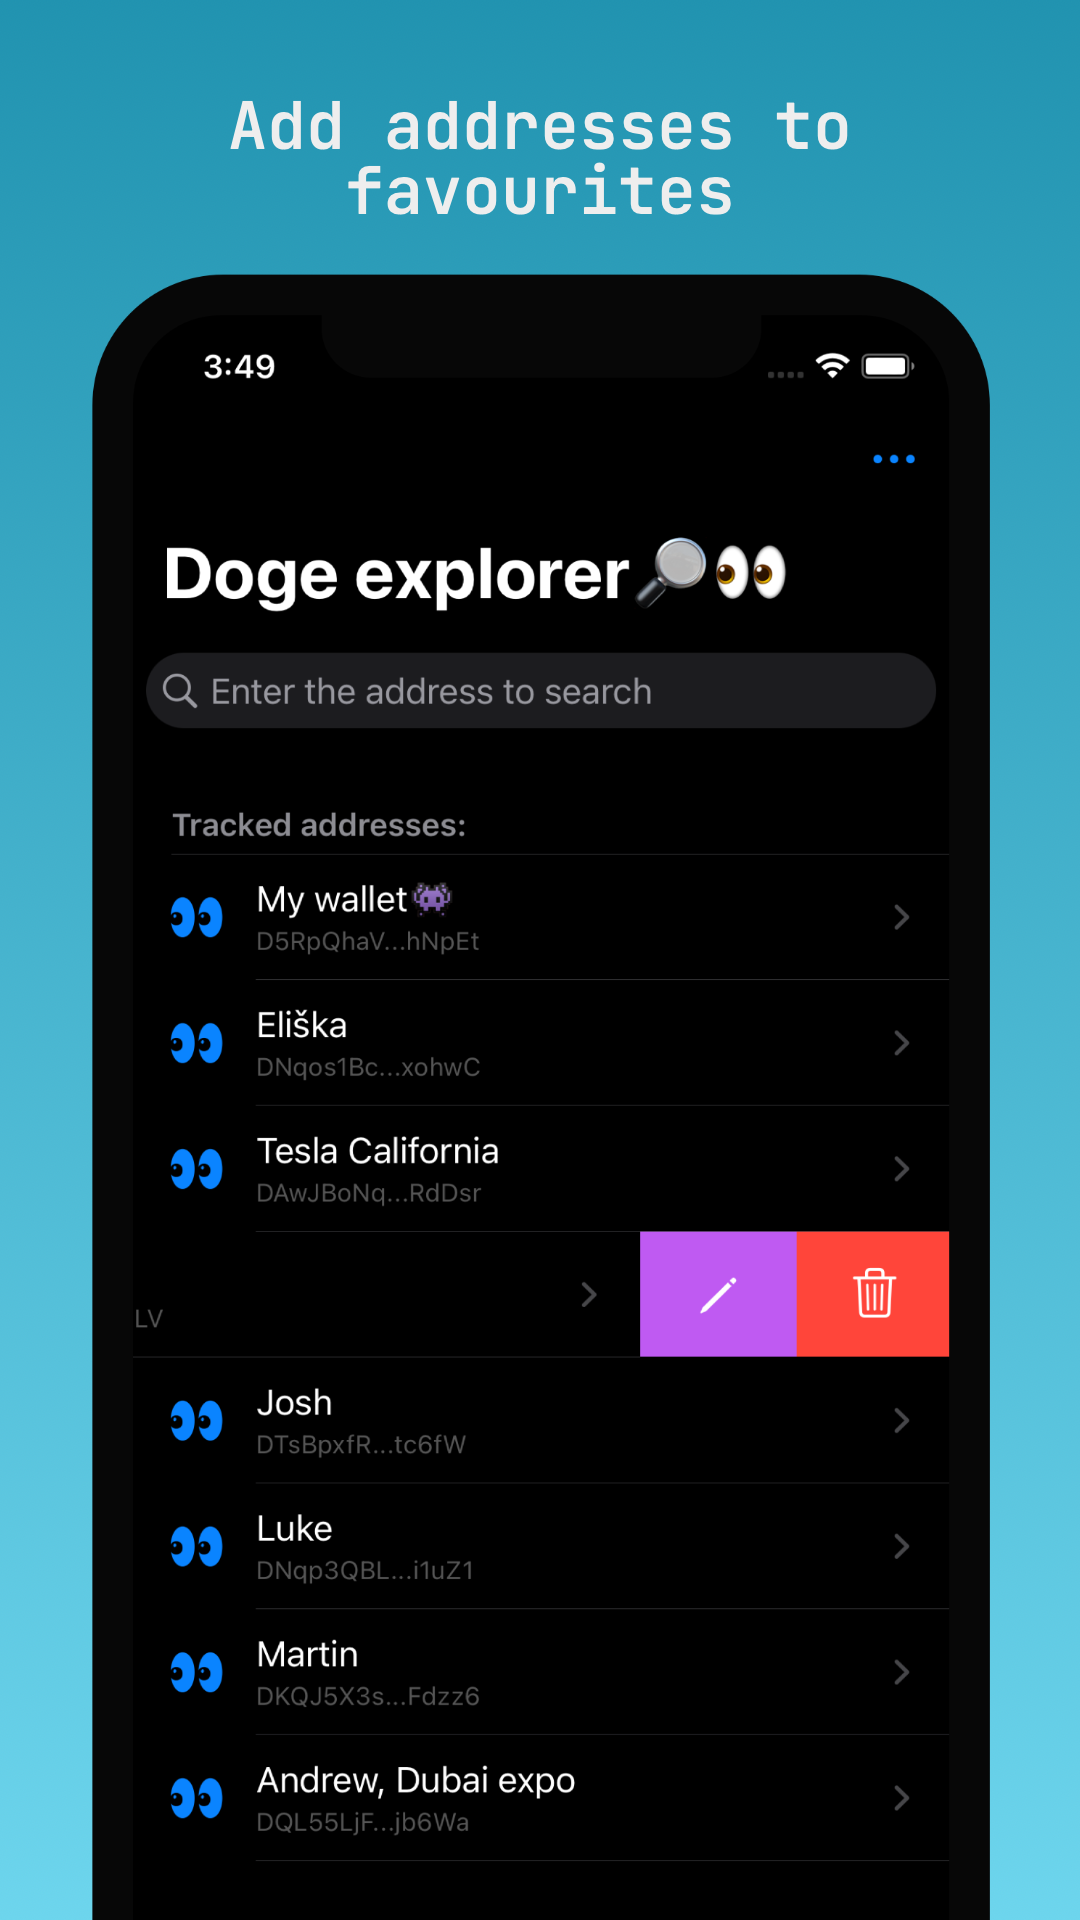 Add addresses to
favourites
3:49
Doge explorer🔎👀
Enter the address to search
Tracked addresses:
My wallet👾
D5RpQhaV...hNpEt
Eliška
DNqos1Bc...xohwC
Tesla California
DAwJBoNq...RdDsr
LV
Josh
DTsBpxfR...tc6fW
Luke
DNqp3QBL...i1uZ1
Martin
DKQJ5X3s...Fdzz6
Andrew, Dubai expo
DQL55LjF...jb6Wa